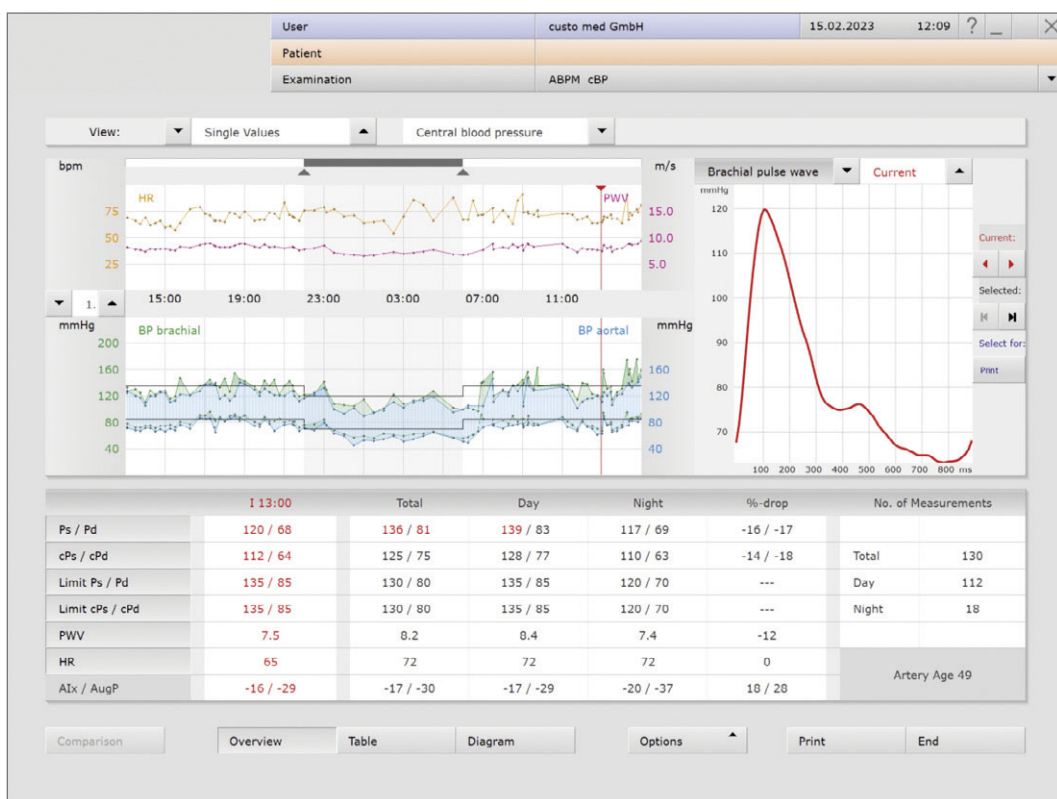 User custo med GmbH 15.02.2023 12:09 ?
Patient
Examination ABPM cBP
View: Single Values Central blood pressure
bpm m/s
HR PWV
75 15.0
50 10.0
25 5.0
1. 15:00 19:00 23:00 03:00 07:00 11:00
mmHg mmHg
BP brachial BP aortal
200
160 160
120 120
80 80
40 40
Brachial pulse wave Current
mmHg
120
110
100
90
80
70
100 200 300 400 500 600 700 800 ms
Current:
Selected:
Select for:
Print
I 13:00 Total Day Night %-drop No. of Measurements
Ps / Pd 120 / 68 136 / 81 139 / 83 117 / 69 -16 / -17
cPs / cPd 112 / 64 125 / 75 128 / 77 110 / 63 -14 / -18 Total 130
Limit Ps / Pd 135 / 85 130 / 80 135 / 85 120 / 70 --- Day 112
Limit cPs / cPd 135 / 85 130 / 80 135 / 85 120 / 70 --- Night 18
PWV 7.5 8.2 8.4 7.4 -12
HR 65 72 72 72 0
AIx / AugP -16 / -29 -17 / -30 -17 / -29 -20 / -37 18 / 28
Artery Age 49
Comparison Overview Table Diagram Options Print End